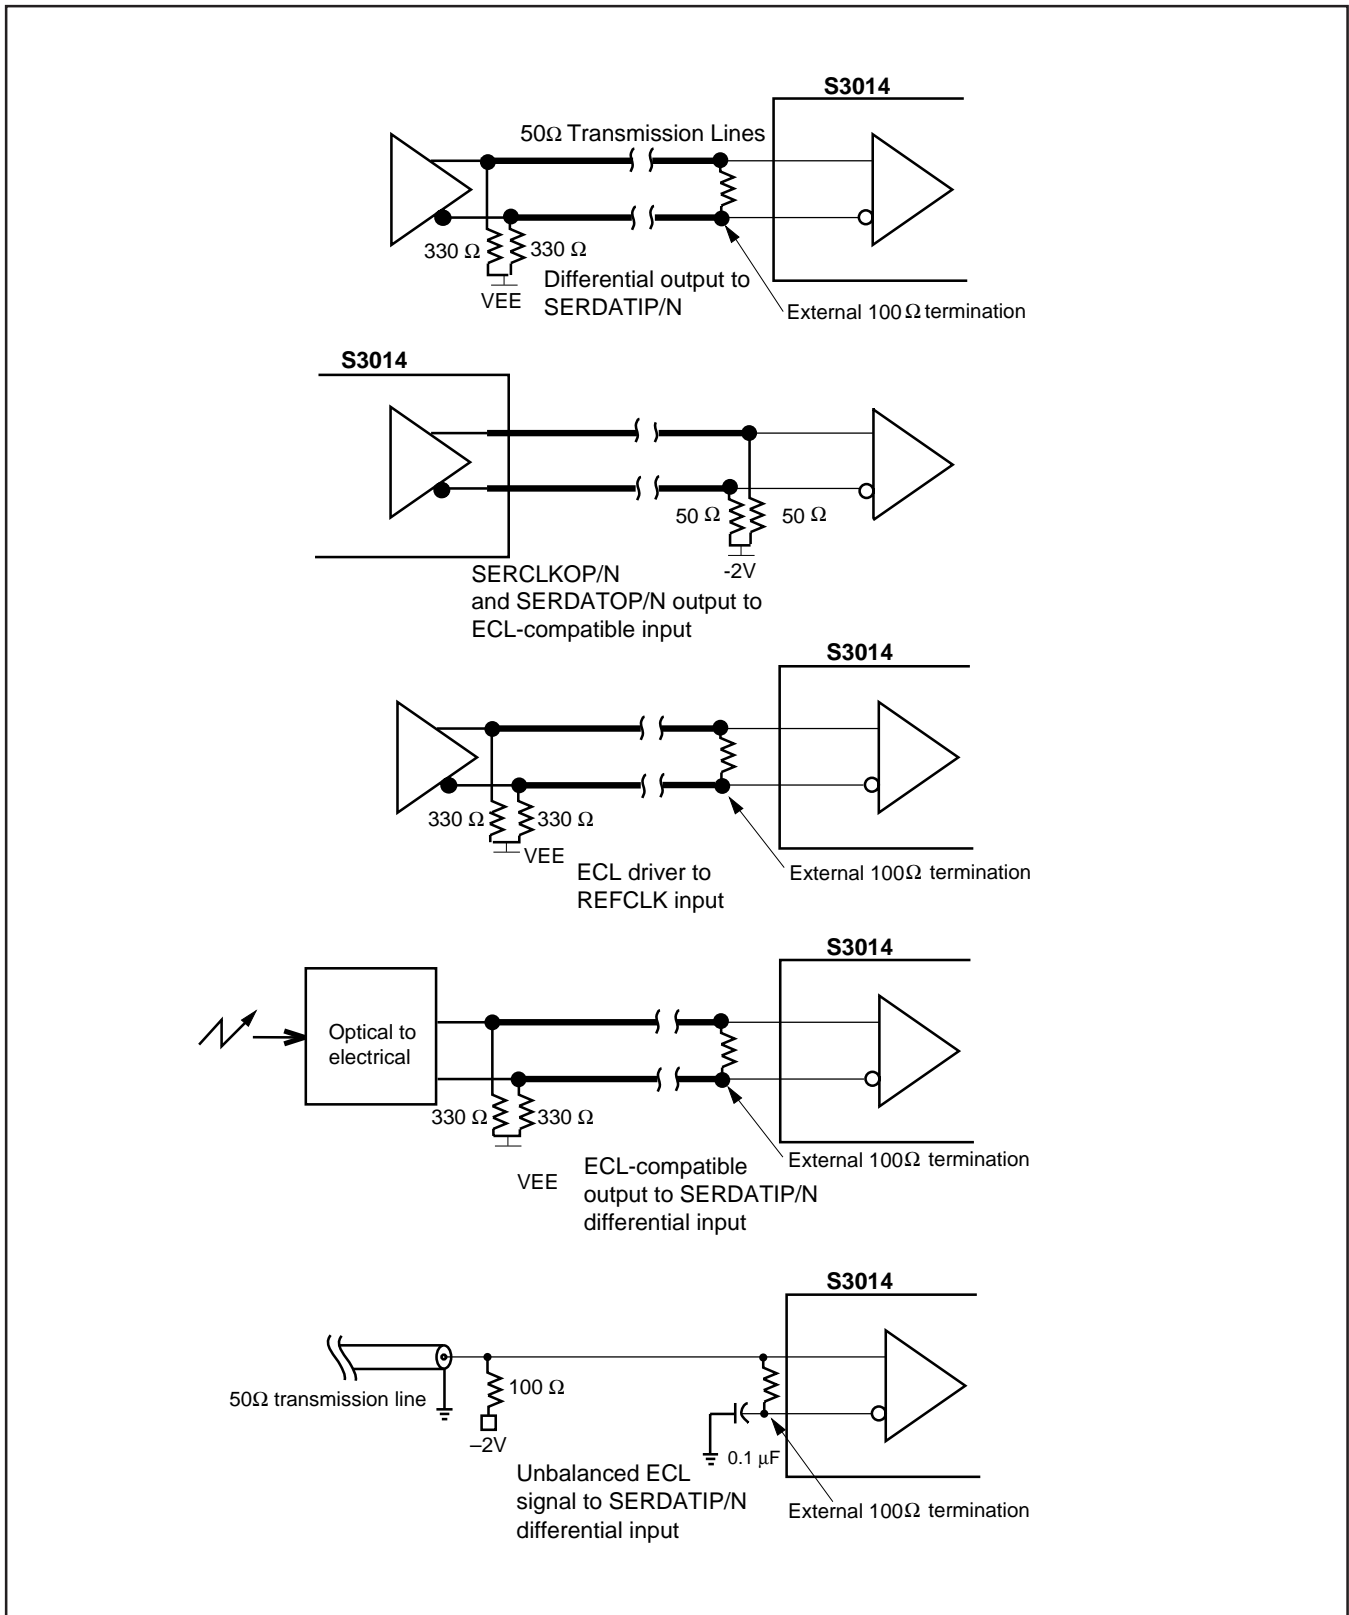 S3014
50Ω Transmission Lines
330 Ω
330 Ω
VEE
Differential output to
SERDATIP/N
External 100Ω termination
S3014
50 Ω
50 Ω
-2V
SERCLKOP/N
and SERDATOP/N output to
ECL-compatible input
S3014
330 Ω
330 Ω
VEE
ECL driver to
REFCLK input
External 100Ω termination
S3014
Optical to
electrical
330 Ω
330 Ω
VEE
ECL-compatible
output to SERDATIP/N
differential input
External 100Ω termination
S3014
50Ω transmission line
100 Ω
–2V
0.1 µF
Unbalanced ECL
signal to SERDATIP/N
differential input
External 100Ω termination